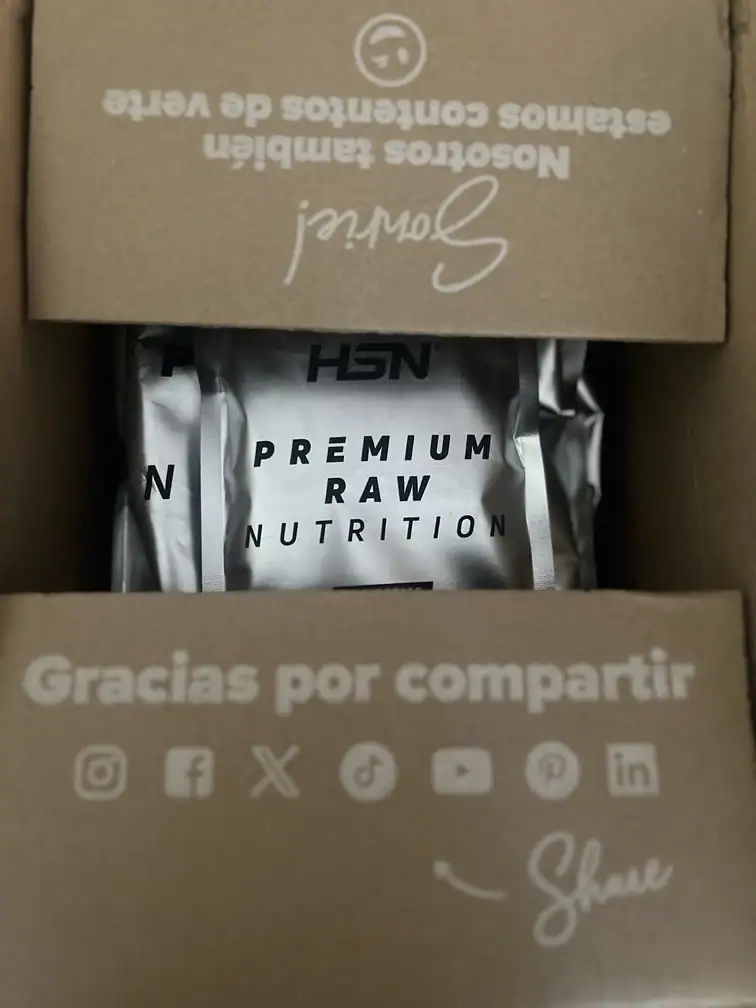 Sonríe!
Nosotros también
estamos contentos de verte
HSN
P
PREMIUM
RAW
N
NUTRITION
Gracias por compartir
Share